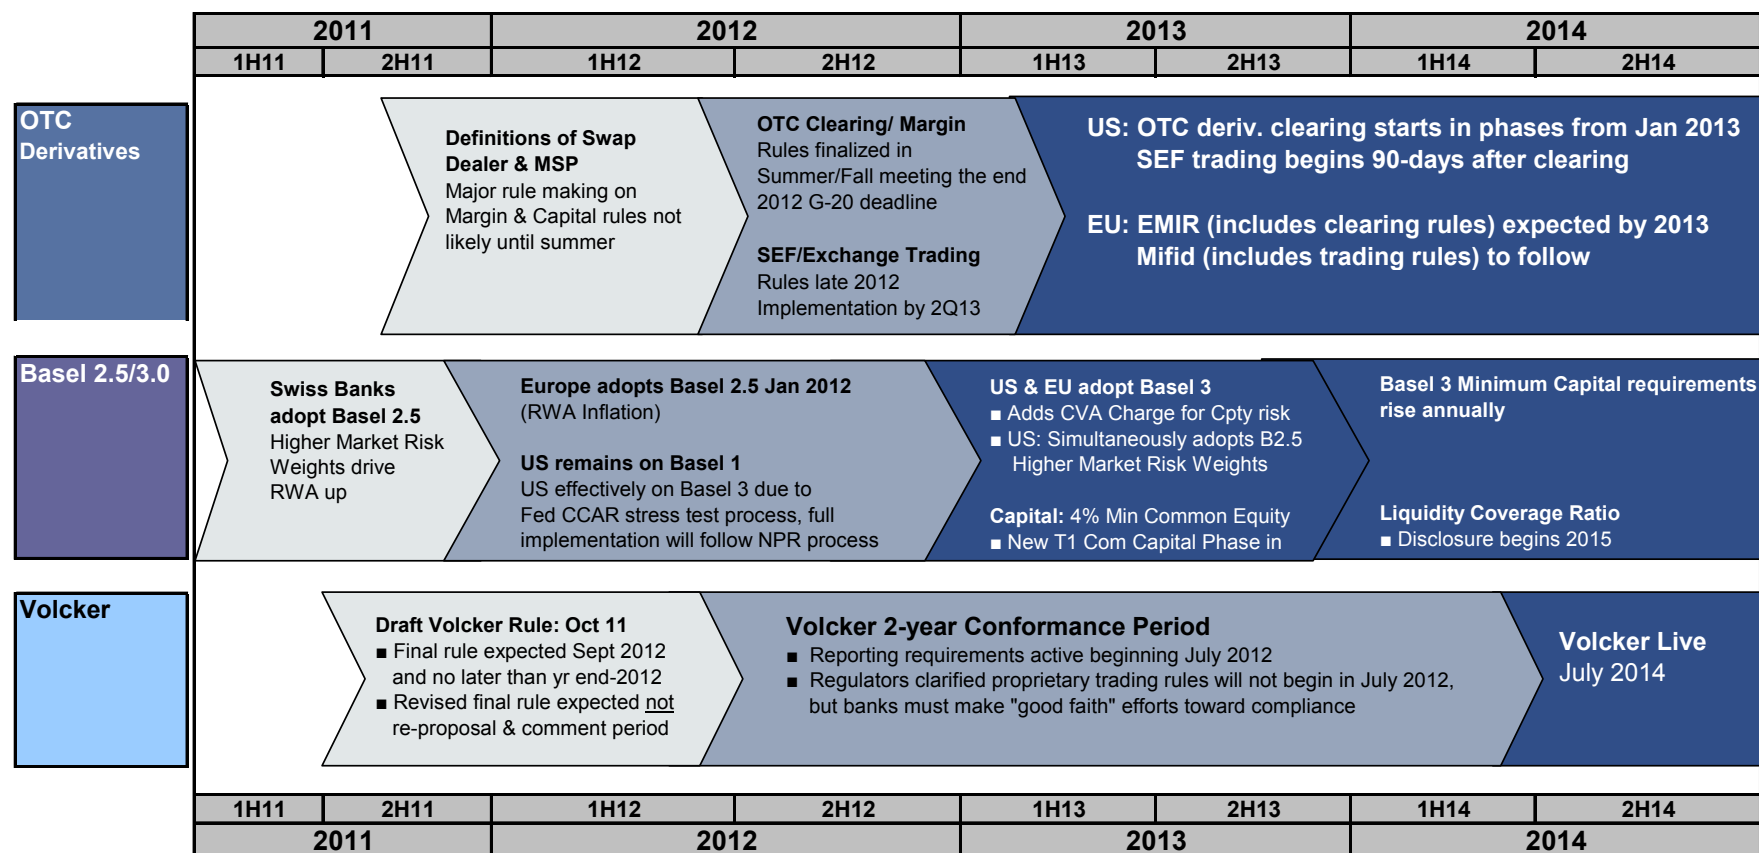 2011 2012 2013 2014
1H11 2H11 1H12 2H12 1H13 2H13 1H14 2H14
OTC
Derivatives
Definitions of Swap
Dealer & MSP
Major rule making on
Margin & Capital rules not
likely until summer
OTC Clearing/ Margin
Rules finalized in
Summer/Fall meeting the end
2012 G-20 deadline
SEF/Exchange Trading
Rules late 2012
Implementation by 2Q13
US: OTC deriv. clearing starts in phases from Jan 2013
SEF trading begins 90-days after clearing
EU: EMIR (includes clearing rules) expected by 2013
Mifid (includes trading rules) to follow
Basel 2.5/3.0
Swiss Banks
adopt Basel 2.5
Higher Market Risk
Weights drive
RWA up
Europe adopts Basel 2.5 Jan 2012
(RWA Inflation)
US remains on Basel 1
US effectively on Basel 3 due to
Fed CCAR stress test process, full
implementation will follow NPR process
US & EU adopt Basel 3
■ Adds CVA Charge for Cpty risk
■ US: Simultaneously adopts B2.5
Higher Market Risk Weights
Capital: 4% Min Common Equity
■ New T1 Com Capital Phase in
Basel 3 Minimum Capital requirements
rise annually
Liquidity Coverage Ratio
■ Disclosure begins 2015
Volcker
Draft Volcker Rule: Oct 11
■ Final rule expected Sept 2012
and no later than yr end-2012
■ Revised final rule expected not
re-proposal & comment period
Volcker 2-year Conformance Period
■ Reporting requirements active beginning July 2012
■ Regulators clarified proprietary trading rules will not begin in July 2012,
but banks must make "good faith" efforts toward compliance
Volcker Live
July 2014
1H11 2H11 1H12 2H12 1H13 2H13 1H14 2H14
2011 2012 2013 2014